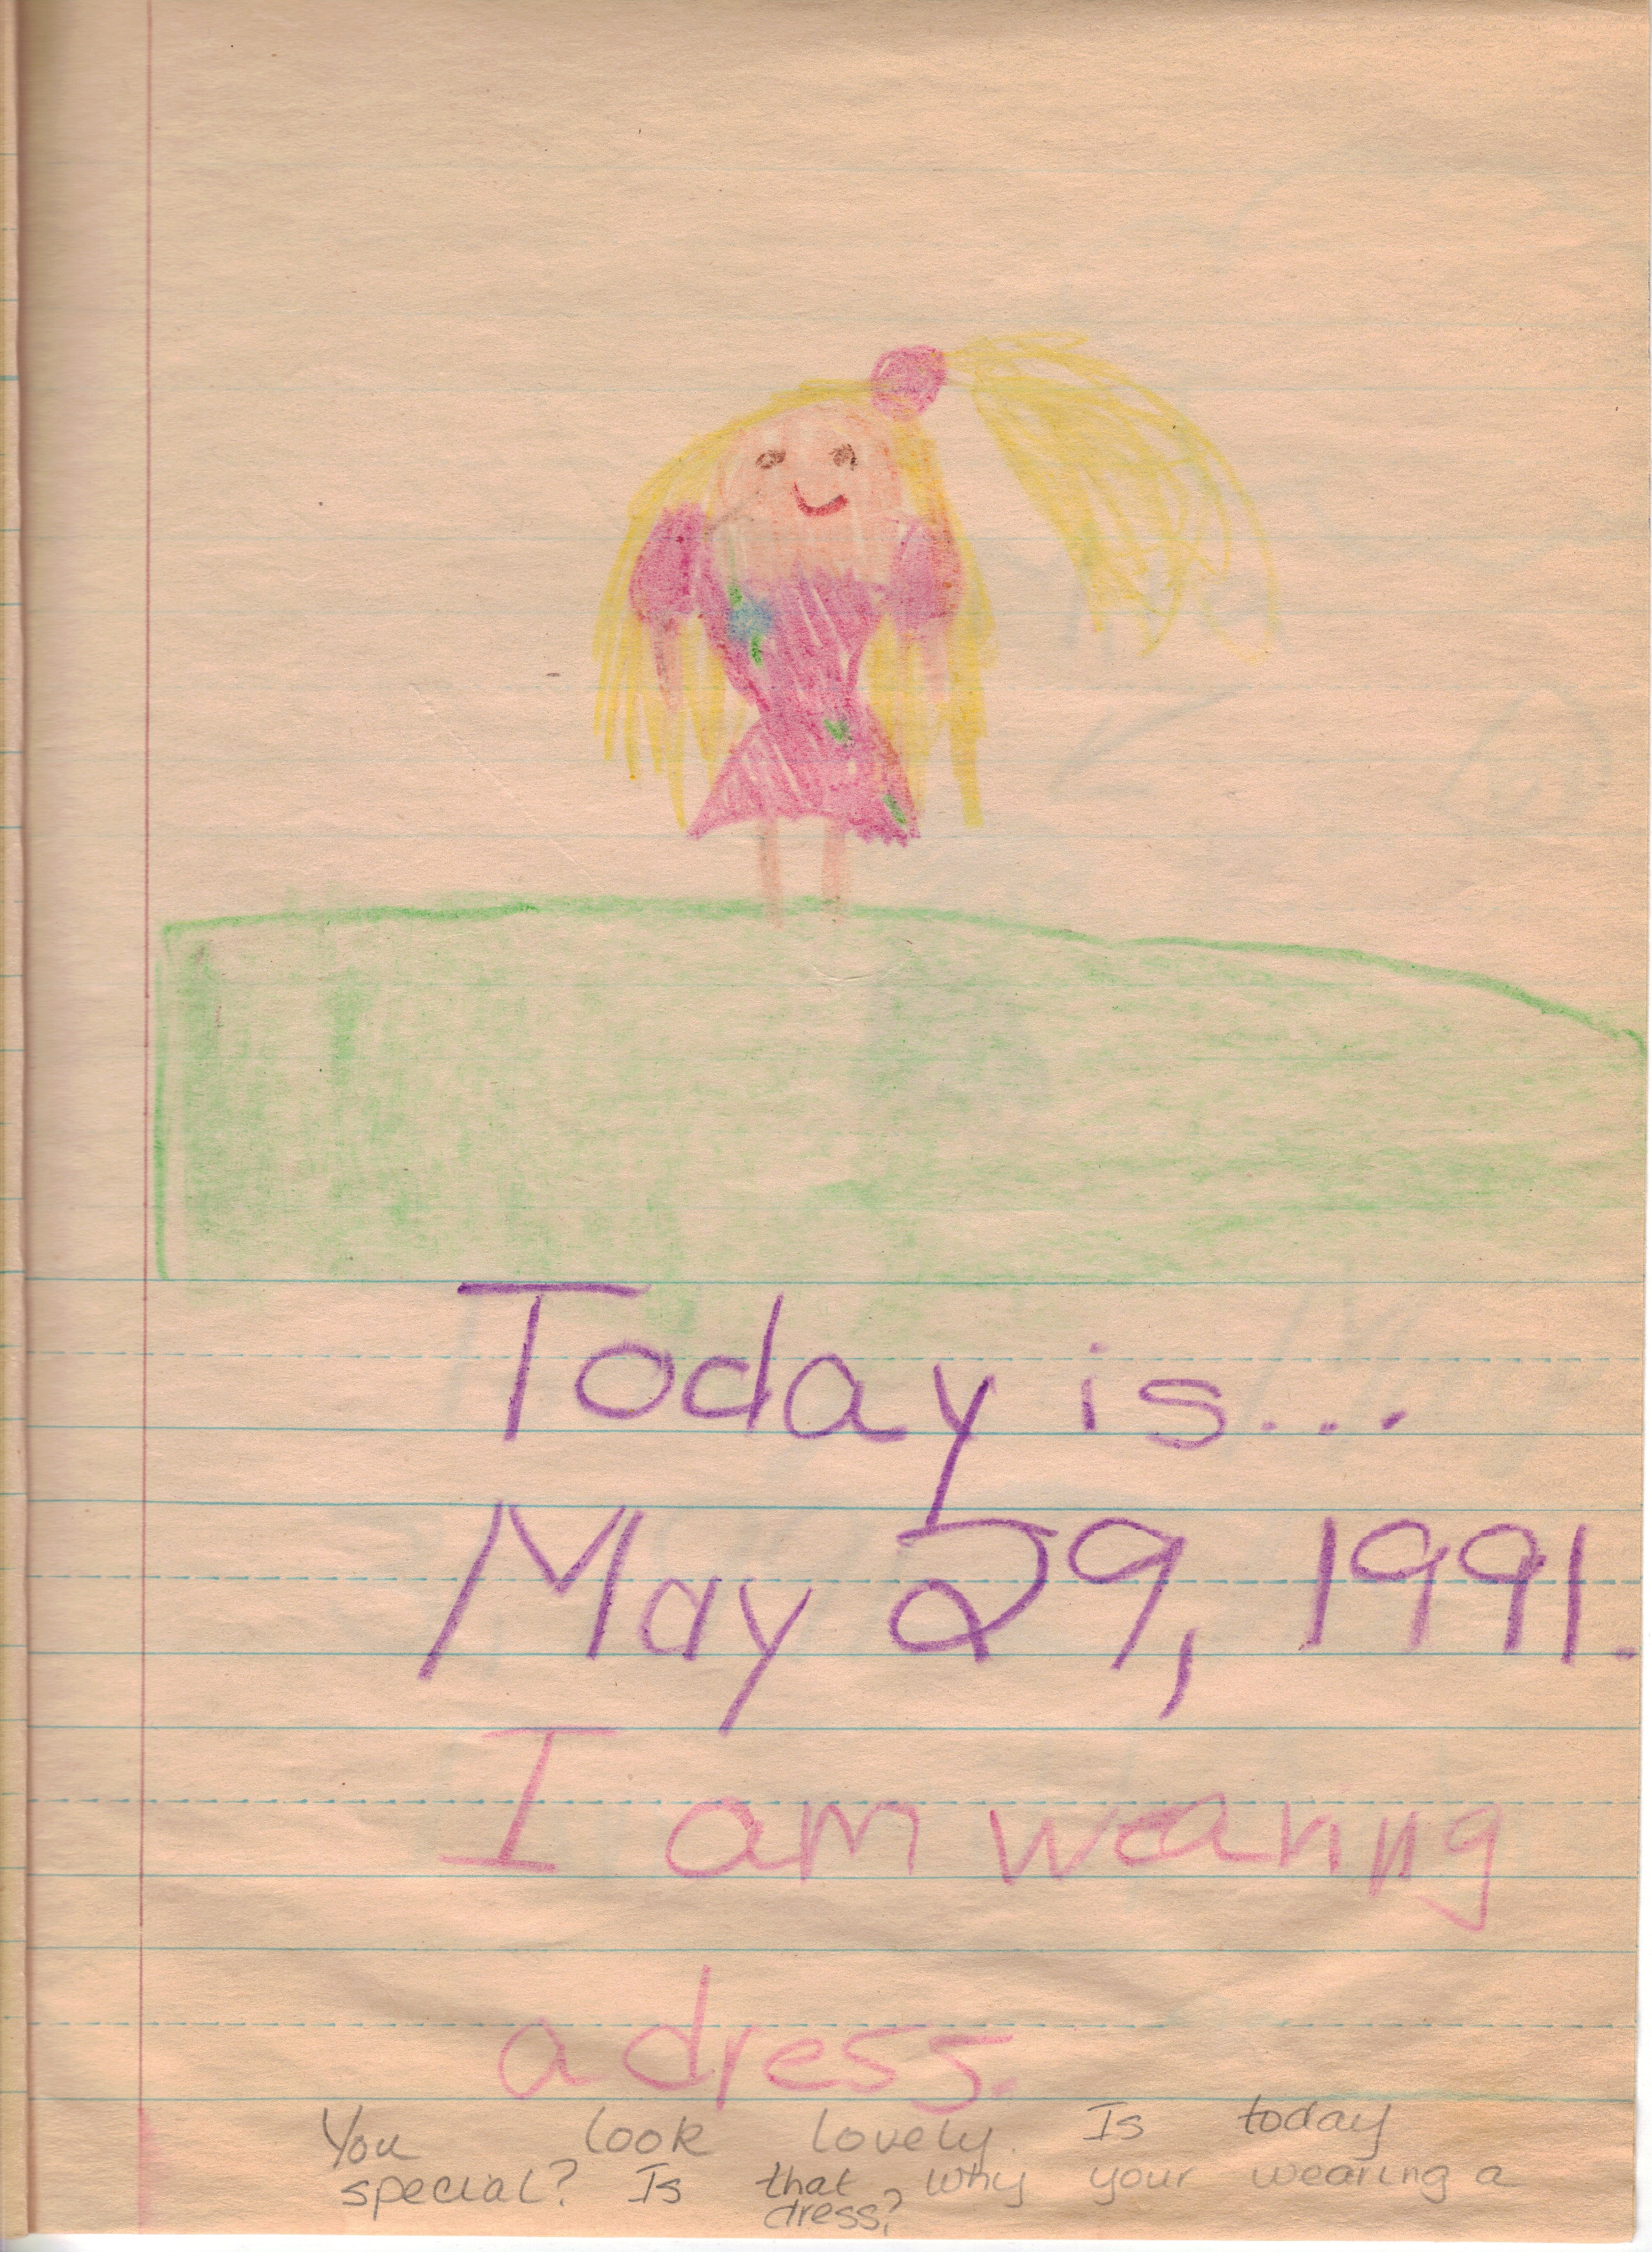 Today is...
May 29, 1991.
I am wearing
a dress.
You look lovely. Is today
special? Is that why your wearing a
dress?